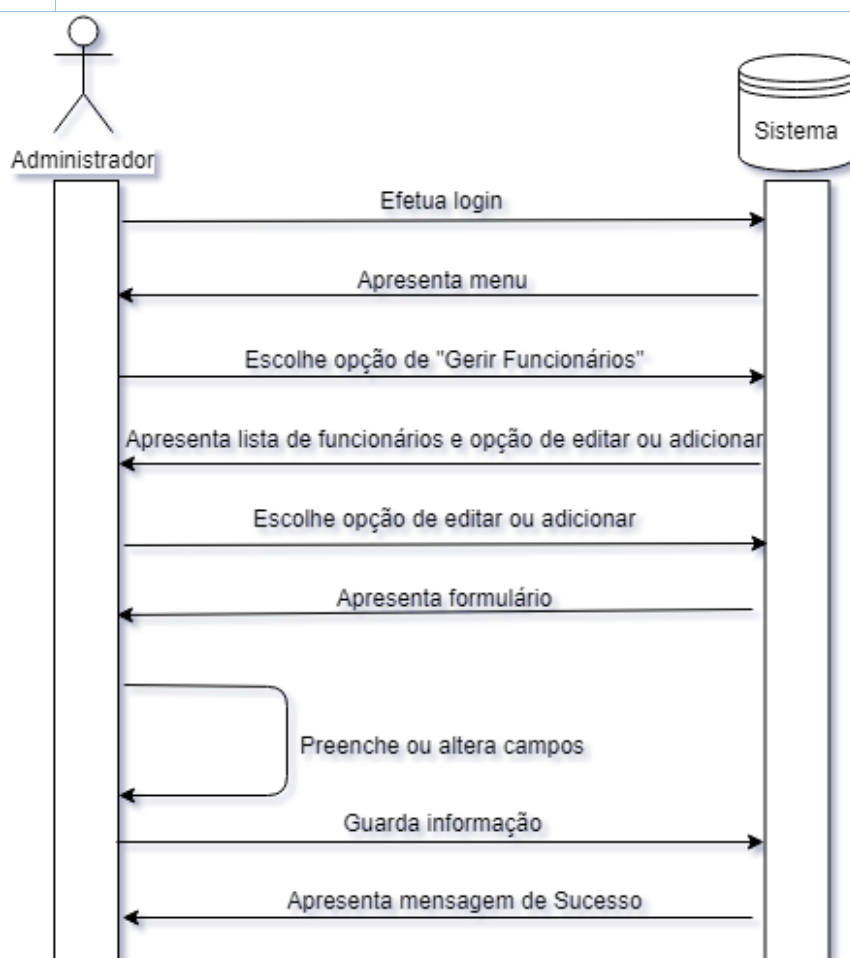 Administrador
Sistema
Efetua login
Apresenta menu
Escolhe opção de "Gerir Funcionários"
Apresenta lista de funcionários e opção de editar ou adicionar
Escolhe opção de editar ou adicionar
Apresenta formulário
Preenche ou altera campos
Guarda informação
Apresenta mensagem de Sucesso